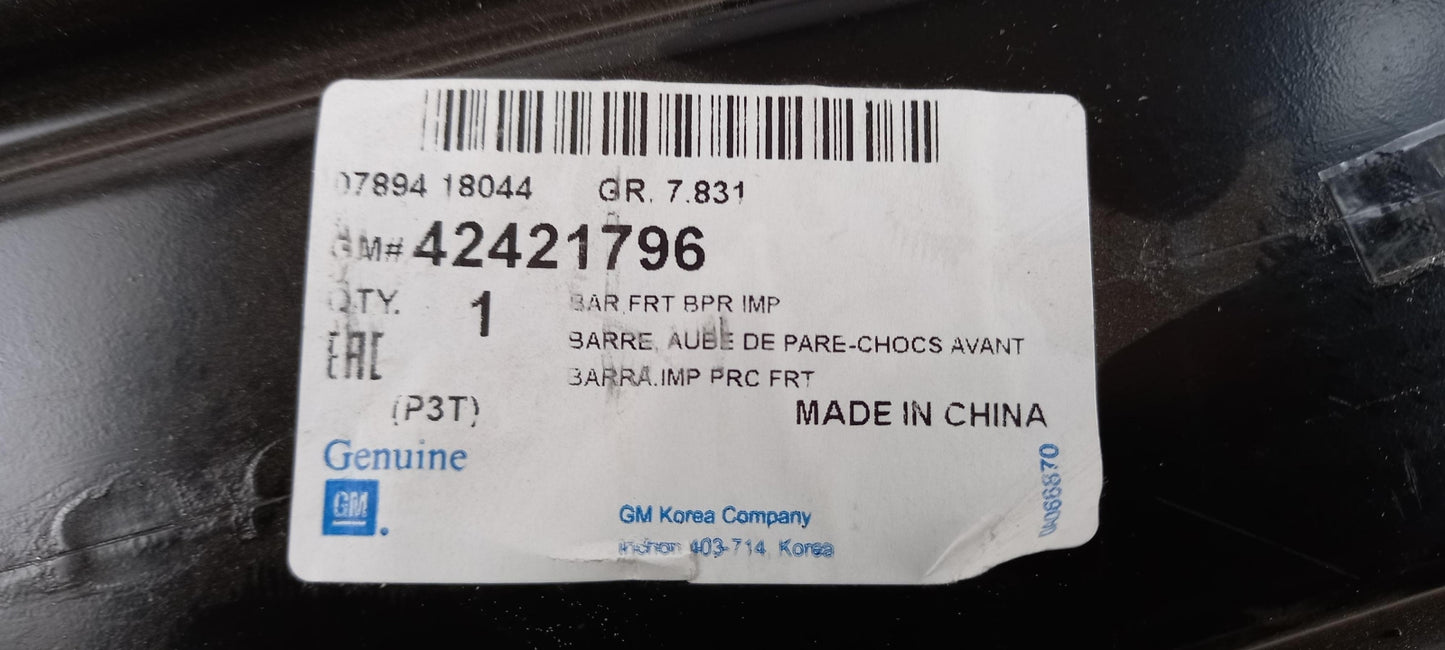 07894 18044 GR. 7.831
GM# 42421796
QTY. 1 BAR,FRT BPR IMP
BARRE, AUBE DE PARE-CHOCS AVANT
EAC
BARRA.IMP PRC FRT
(P3T) MADE IN CHINA
Genuine
GM
GM Korea Company
403-714, Korea